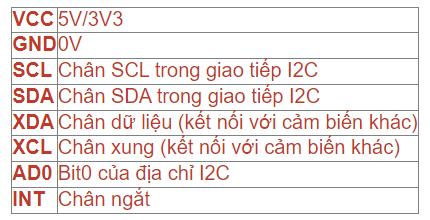 VCC 5V/3V3
GND 0V
SCL Chân SCL trong giao tiếp I2C
SDA Chân SDA trong giao tiếp I2C
XDA Chân dữ liệu (kết nối với cảm biến khác)
XCL Chân xung (kết nối với cảm biến khác)
AD0 Bit0 của địa chỉ I2C
INT Chân ngắt